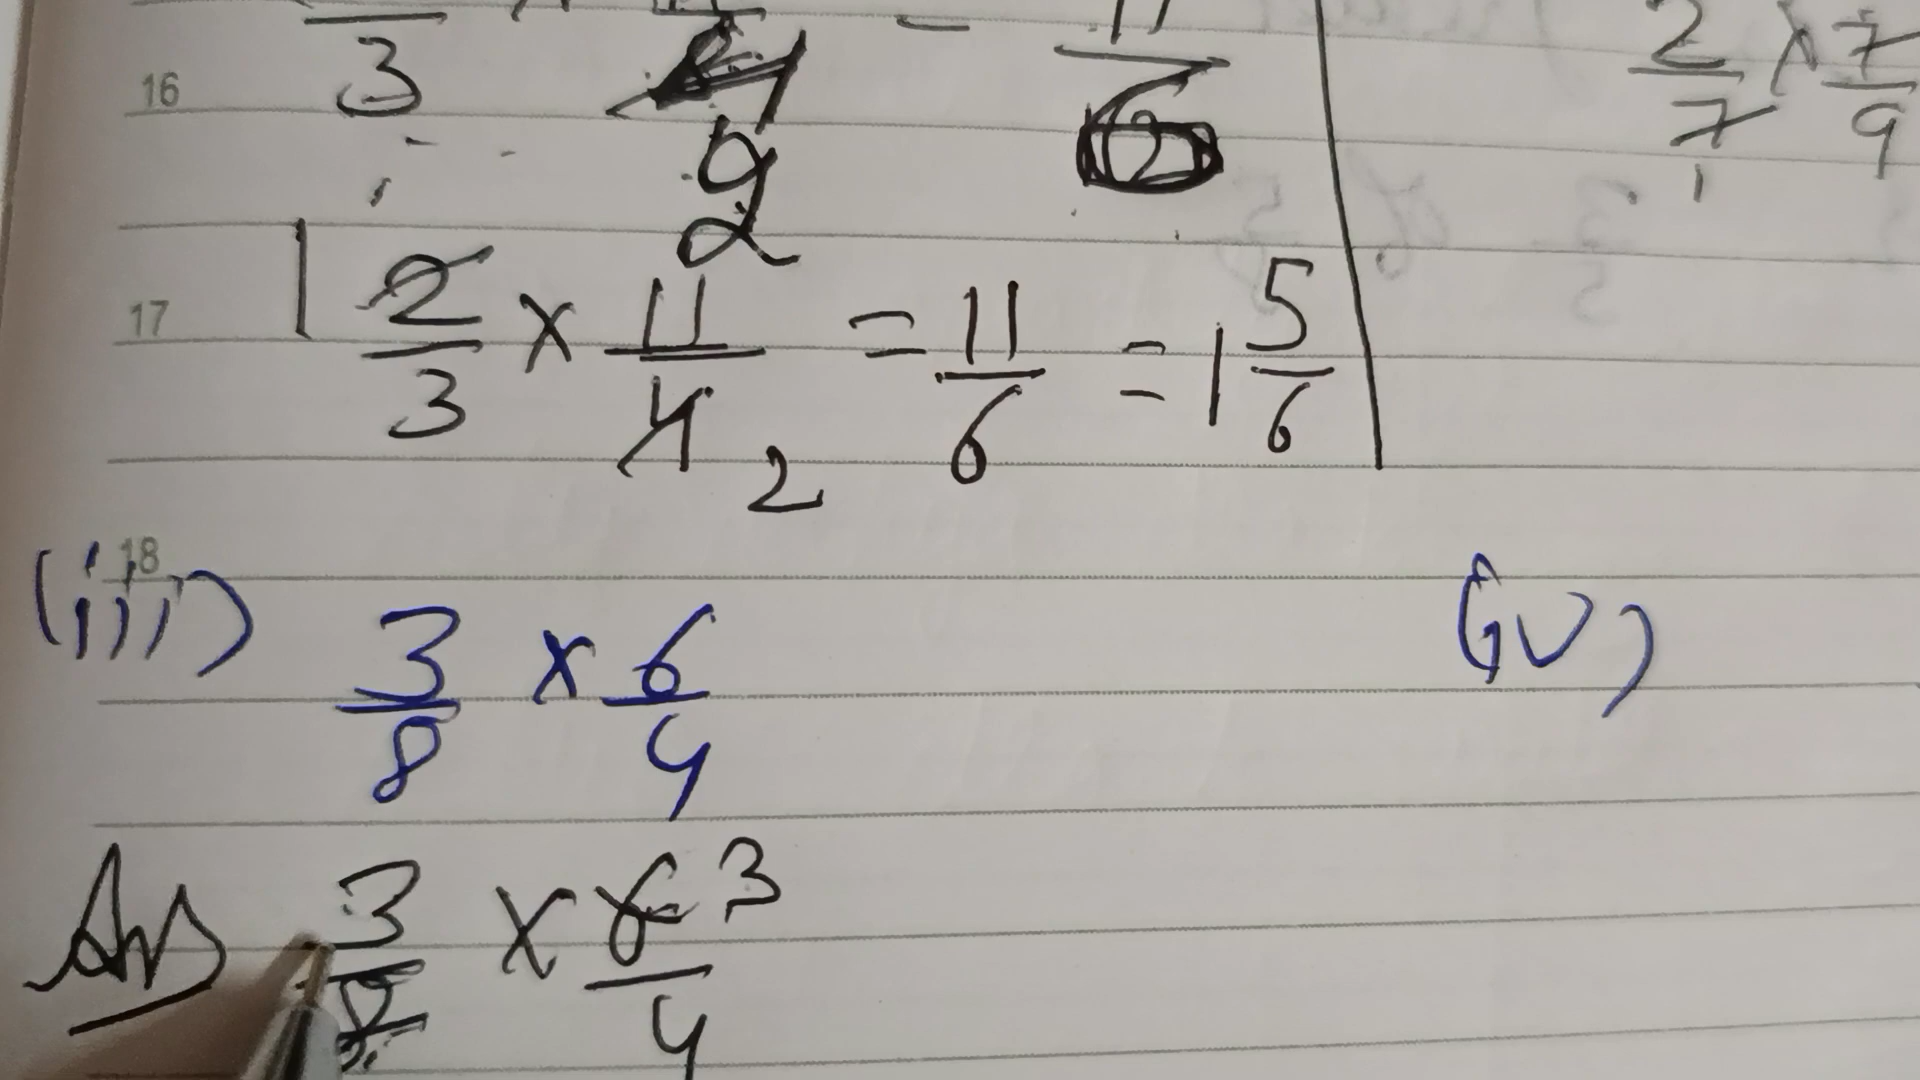 3 - 11/6 2/7 × 7/9
16
17 1 2/3 × 11/4 2 = 11/6 = 1 5/6
18
(iii) 3/8 × 6/4 (iv)
Ans 3/8 × 6/4 3